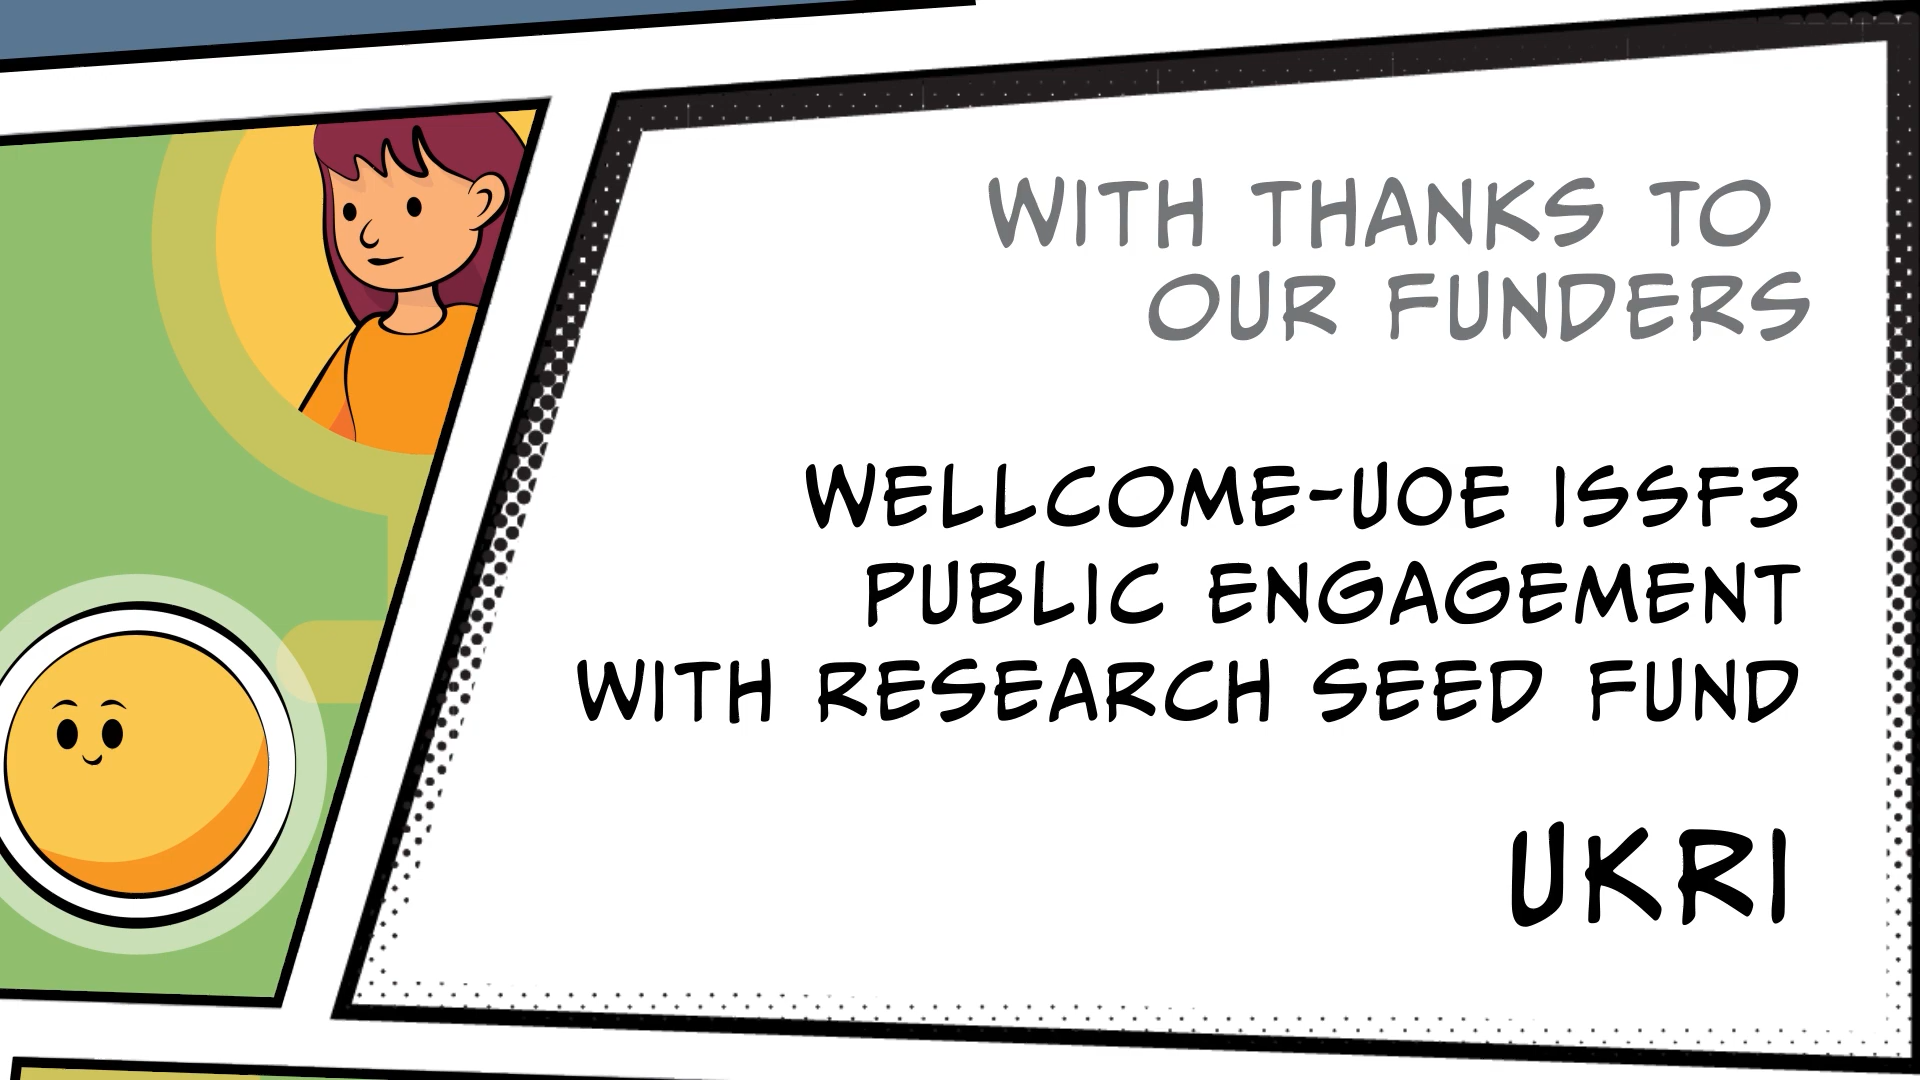 WITH THANKS TO
OUR FUNDERS
WELLCOME-UOE ISSF3
PUBLIC ENGAGEMENT
WITH RESEARCH SEED FUND
UKRI